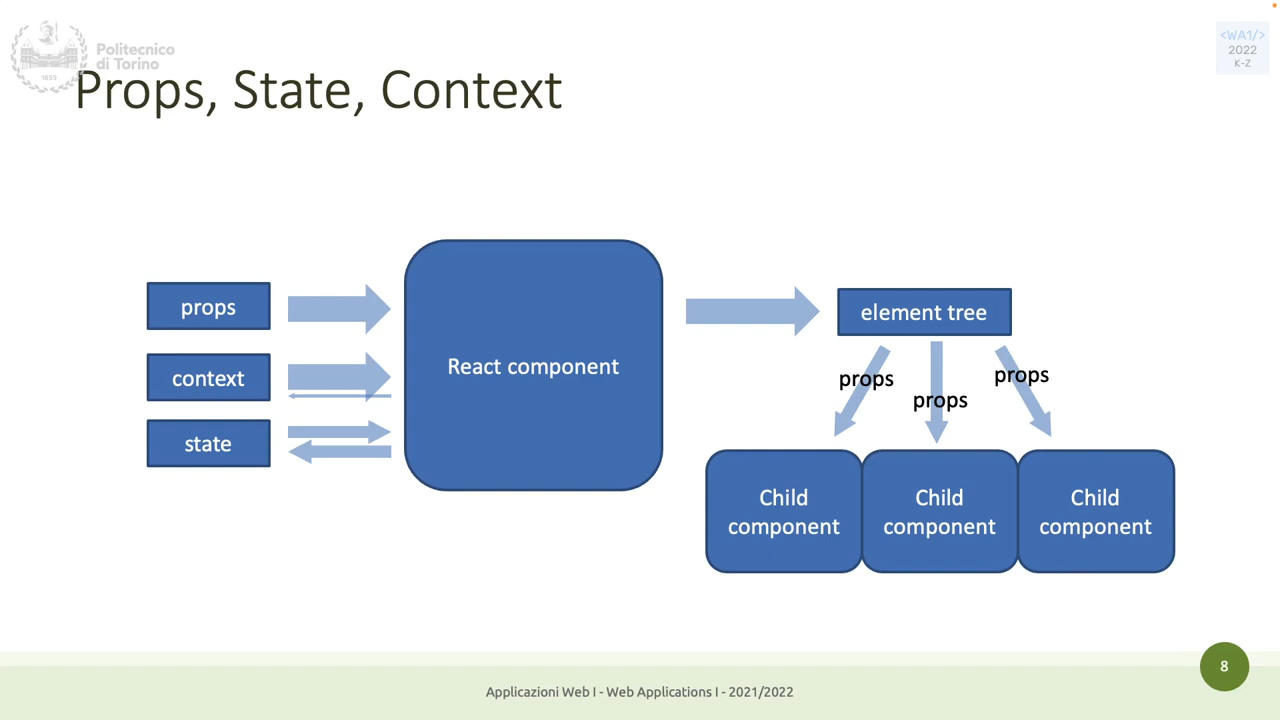 Politecnico
di Torino
1859
<WA1/>
2022
K-Z
Props, State, Context
props
context
state
React component
element tree
props
props
props
Child
component
Child
component
Child
component
8
Applicazioni Web I - Web Applications I - 2021/2022